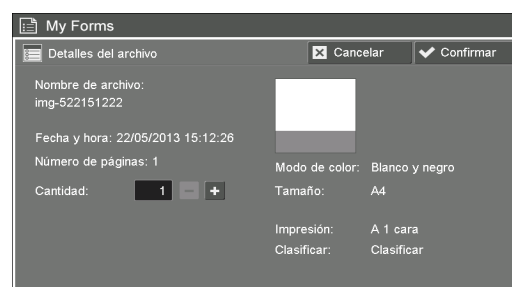 My Forms
Detalles del archivo
Cancelar
Confirmar
Nombre de archivo:
img-522151222
Fecha y hora: 22/05/2013 15:12:26
Número de páginas: 1
Cantidad: 1 − +
Modo de color: Blanco y negro
Tamaño: A4
Impresión: A 1 cara
Clasificar: Clasificar